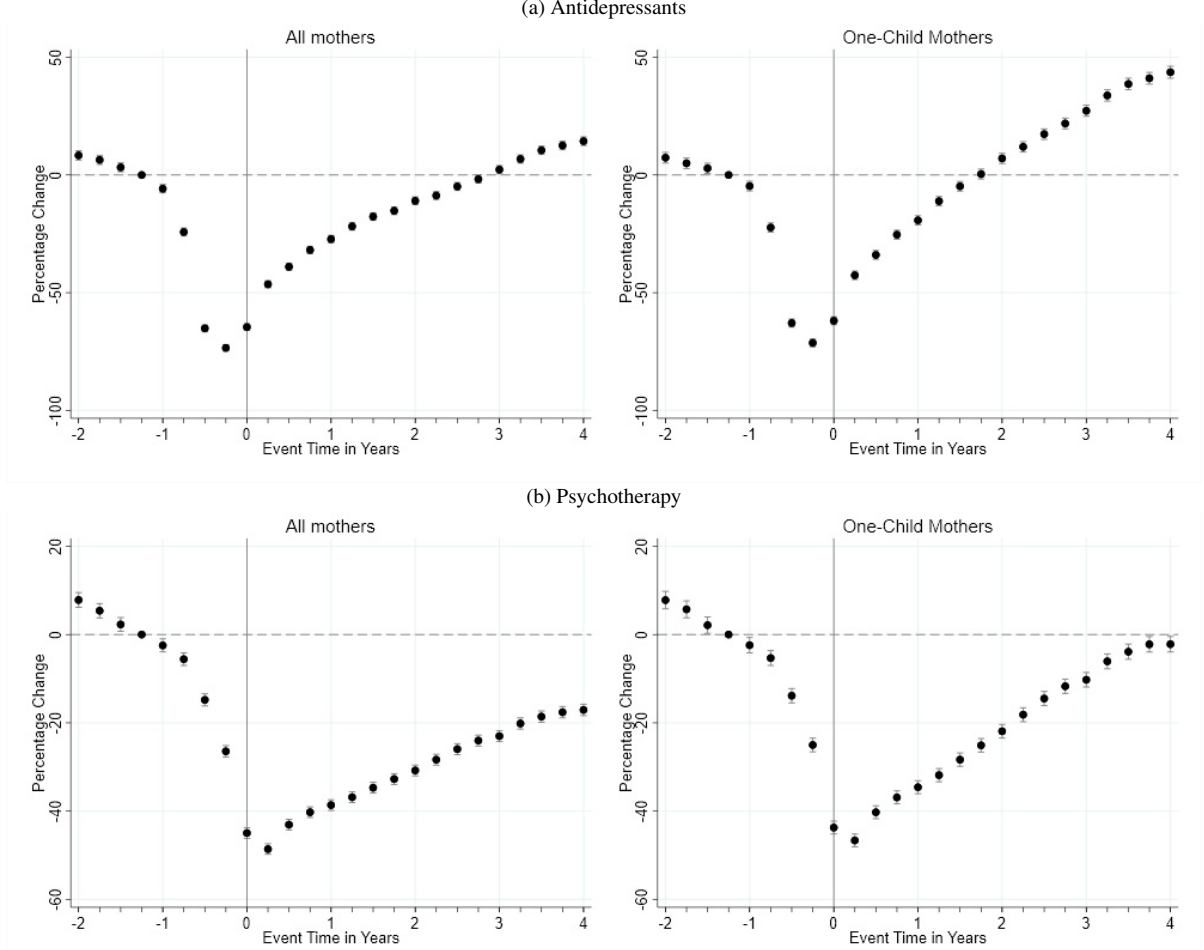 (a) Antidepressants
All mothers
Percentage Change
50
0
-50
-100
-2 -1 0 1 2 3 4
Event Time in Years
One-Child Mothers
Percentage Change
50
0
-50
-100
-2 -1 0 1 2 3 4
Event Time in Years
(b) Psychotherapy
All mothers
Percentage Change
20
0
-20
-40
-60
-2 -1 0 1 2 3 4
Event Time in Years
One-Child Mothers
Percentage Change
20
0
-20
-40
-60
-2 -1 0 1 2 3 4
Event Time in Years